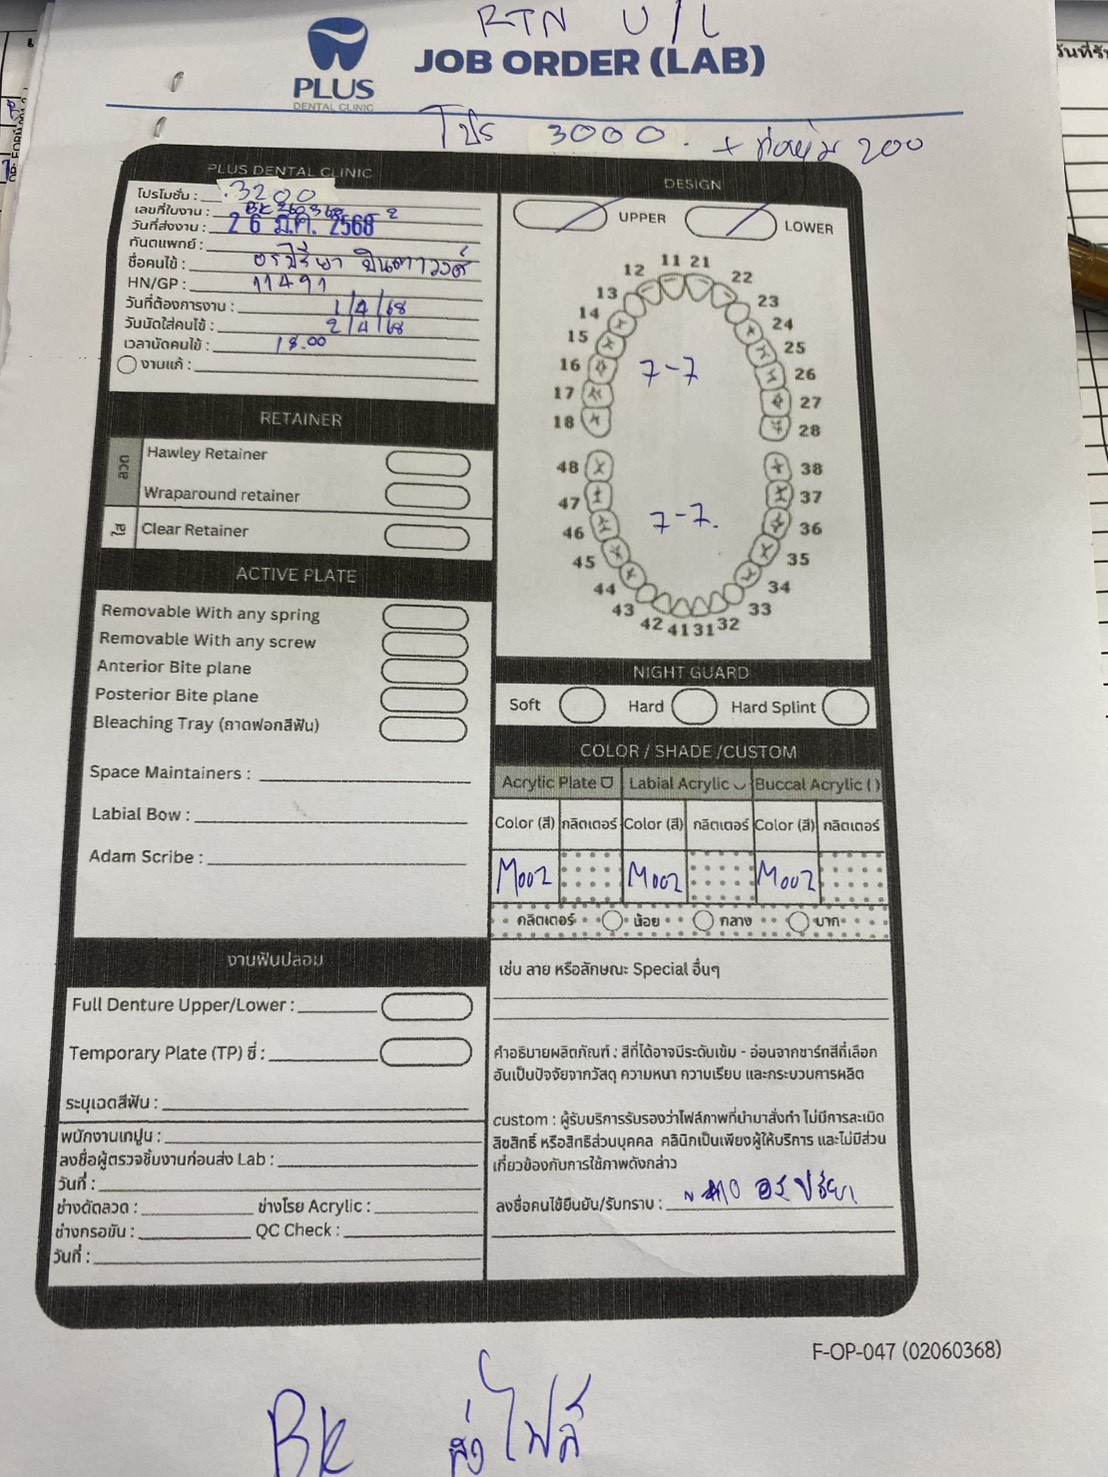 RTN U/L
PLUS
DENTAL CLINIC
JOB ORDER (LAB)
โปร 3000. + ท่อหุ้ม 200
PLUS DENTAL CLINIC
โปรโมชั่น : 3200
เลขที่ใบงาน : BK 260368 2
วันที่ส่งงาน : 26 มี.ค. 2568
ทันตแพทย์ :
ชื่อคนไข้ :
HN/GP : 11491
วันที่ต้องการงาน : 1/4/68
วันนัดใส่คนไข้ : 2/4/68
เวลานัดคนไข้ : 18.00
งานแก้ :
RETAINER
ลวด
Hawley Retainer
Wraparound retainer
ใส
Clear Retainer
ACTIVE PLATE
Removable With any spring
Removable With any screw
Anterior Bite plane
Posterior Bite plane
Bleaching Tray (ถาดฟอกสีฟัน)
Space Maintainers :
Labial Bow :
Adam Scribe :
งานฟันปลอม
Full Denture Upper/Lower :
Temporary Plate (TP) ซี่ :
ระบุเฉดสีฟัน :
พนักงานเทปูน :
ลงชื่อผู้ตรวจชิ้นงานก่อนส่ง Lab :
วันที่ :
ช่างดัดลวด : ช่างโรย Acrylic :
ช่างกรอขัน : QC Check :
วันที่ :
DESIGN
UPPER LOWER
11 21
12 22
13 23
14 24
15 25
16 7-7 26
17 27
18 28
48 38
47 37
46 7-7. 36
45 35
44 34
43 33
42 41 31 32
NIGHT GUARD
Soft Hard Hard Splint
COLOR / SHADE /CUSTOM
Acrylic Plate Labial Acrylic Buccal Acrylic ( )
Color (สี) กลิตเตอร์ Color (สี) กลิตเตอร์ Color (สี) กลิตเตอร์
M002 M002 M002
กลิตเตอร์ น้อย กลาง มาก
เช่น ลาย หรือลักษณะ Special อื่นๆ
คำอธิบายผลิตภัณฑ์ : สีที่ได้อาจมีระดับเข้ม - อ่อนจากชาร์ทสีที่เลือก
อันเป็นปัจจัยจากวัสดุ ความหนา ความเรียบ และกระบวนการผลิต
custom : ผู้รับบริการรับรองว่าไฟล์ภาพที่นำมาสั่งทำ ไม่มีการละเมิด
ลิขสิทธิ์ หรือสิทธิส่วนบุคคล คลินิกเป็นเพียงผู้ให้บริการ และไม่มีส่วน
เกี่ยวข้องกับการใช้ภาพดังกล่าว
ลงชื่อคนไข้ยืนยัน/รับทราบ :
F-OP-047 (02060368)
BK ส่งไฟล์